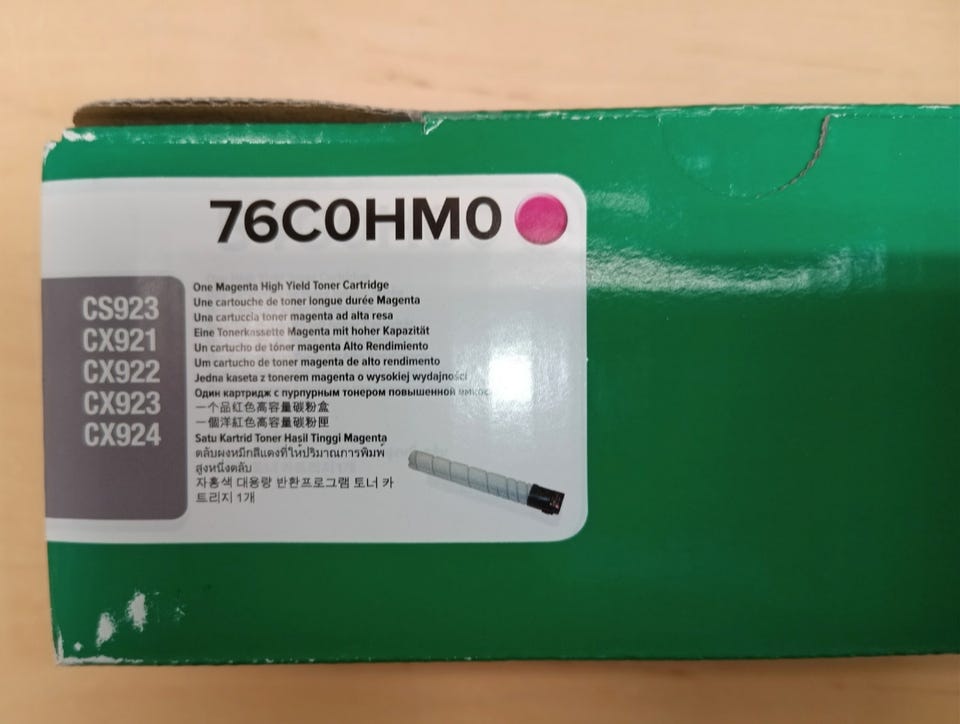 76C0HM0
CS923
CX921
CX922
CX923
CX924
One Magenta High Yield Toner Cartridge
Une cartouche de toner longue durée Magenta
Una cartuccia toner magenta ad alta resa
Eine Tonerkassette Magenta mit hoher Kapazität
Un cartucho de tóner magenta Alto Rendimiento
Um cartucho de toner magenta de alto rendimento
Jedna kaseta z tonerem magenta o wysokiej wydajności
Один картридж с пурпурным тонером повышенной
一个品红色高容量碳粉盒
一個洋紅色高容量碳粉匣
Satu Kartrid Toner Hasil Tinggi Magenta
ตลับผงหมึกสีแดงที่ให้ปริมาณการพิมพ์
สูงหนึ่งตลับ
자홍색 대용량 반환프로그램 토너 카
트리지 1개